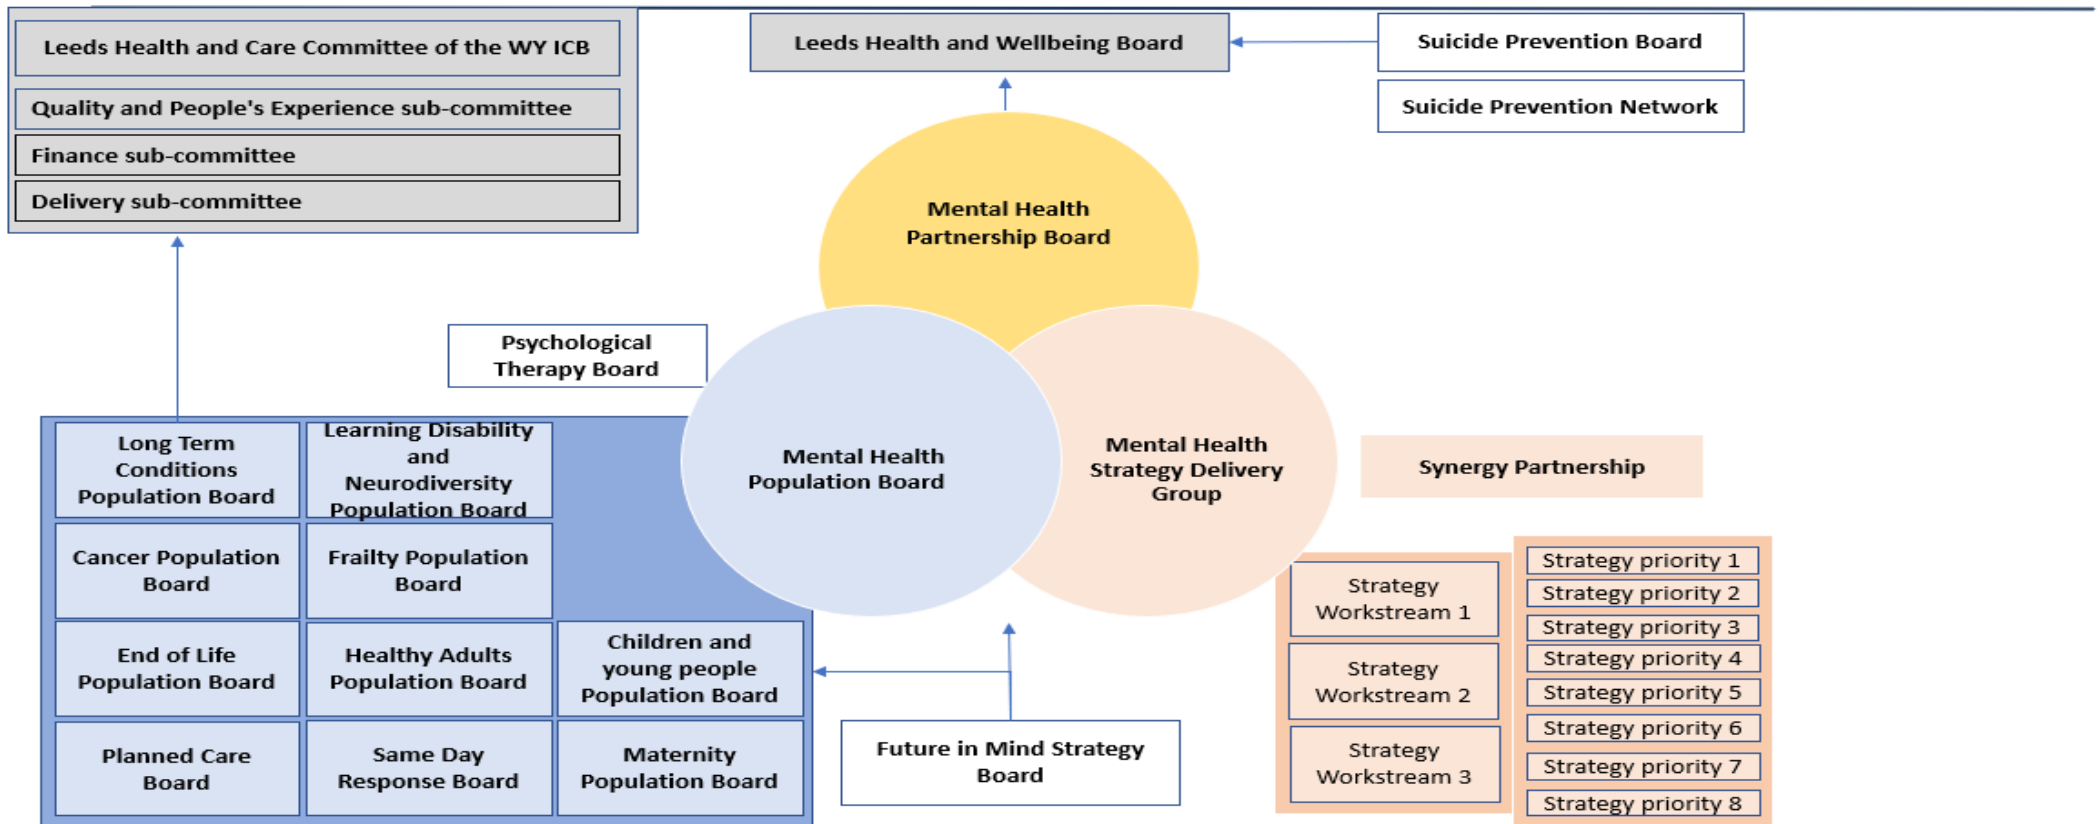 Leeds Health and Care Committee of the WY ICB
Quality and People's Experience sub-committee
Finance sub-committee
Delivery sub-committee
Leeds Health and Wellbeing Board
Suicide Prevention Board
Suicide Prevention Network
Mental Health
Partnership Board
Psychological
Therapy Board
Mental Health
Population Board
Mental Health
Strategy Delivery
Group
Synergy Partnership
Long Term
Conditions
Population Board
Learning Disability
and
Neurodiversity
Population Board
Cancer Population
Board
Frailty Population
Board
End of Life
Population Board
Healthy Adults
Population Board
Children and
young people
Population Board
Planned Care
Board
Same Day
Response Board
Maternity
Population Board
Future in Mind Strategy
Board
Strategy
Workstream 1
Strategy
Workstream 2
Strategy
Workstream 3
Strategy priority 1
Strategy priority 2
Strategy priority 3
Strategy priority 4
Strategy priority 5
Strategy priority 6
Strategy priority 7
Strategy priority 8